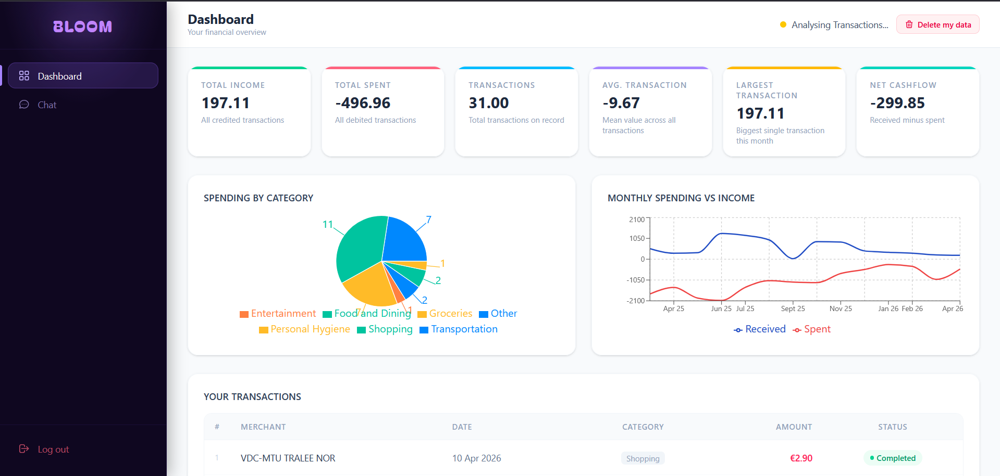 BLOOM
Dashboard
Chat
Log out
Dashboard
Your financial overview
Analysing Transactions...
Delete my data
TOTAL INCOME
197.11
All credited transactions
TOTAL SPENT
-496.96
All debited transactions
TRANSACTIONS
31.00
Total transactions on record
AVG. TRANSACTION
-9.67
Mean value across all
transactions
LARGEST
TRANSACTION
197.11
Biggest single transaction
this month
NET CASHFLOW
-299.85
Received minus spent
SPENDING BY CATEGORY
11
7
1
2
2
1
7
Entertainment Food and Dining Groceries Other
Personal Hygiene Shopping Transportation
MONTHLY SPENDING VS INCOME
2100
1050
0
-1050
-2100
Apr 25 Jun 25 Jul 25 Sept 25 Nov 25 Jan 26 Feb 26 Apr 26
Received Spent
YOUR TRANSACTIONS
# MERCHANT DATE CATEGORY AMOUNT STATUS
1 VDC-MTU TRALEE NOR 10 Apr 2026 Shopping €2.90 Completed